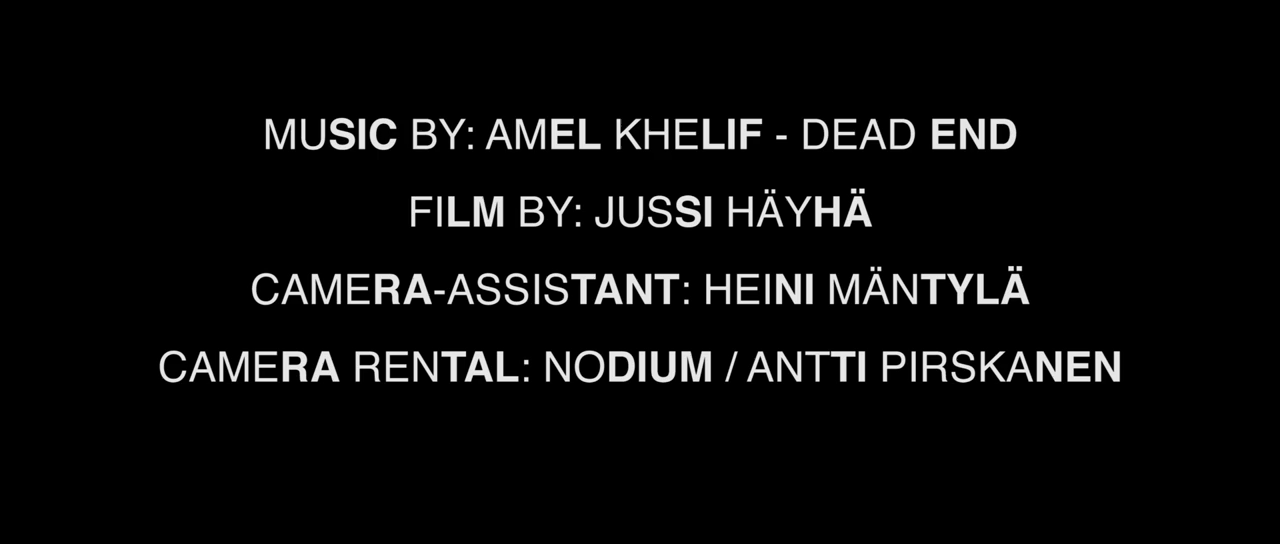 MUSIC BY: AMEL KHELIF - DEAD END
FILM BY: JUSSI HÄYHÄ
CAMERA-ASSISTANT: HEINI MÄNTYLÄ
CAMERA RENTAL: NODIUM / ANTTI PIRSKANEN